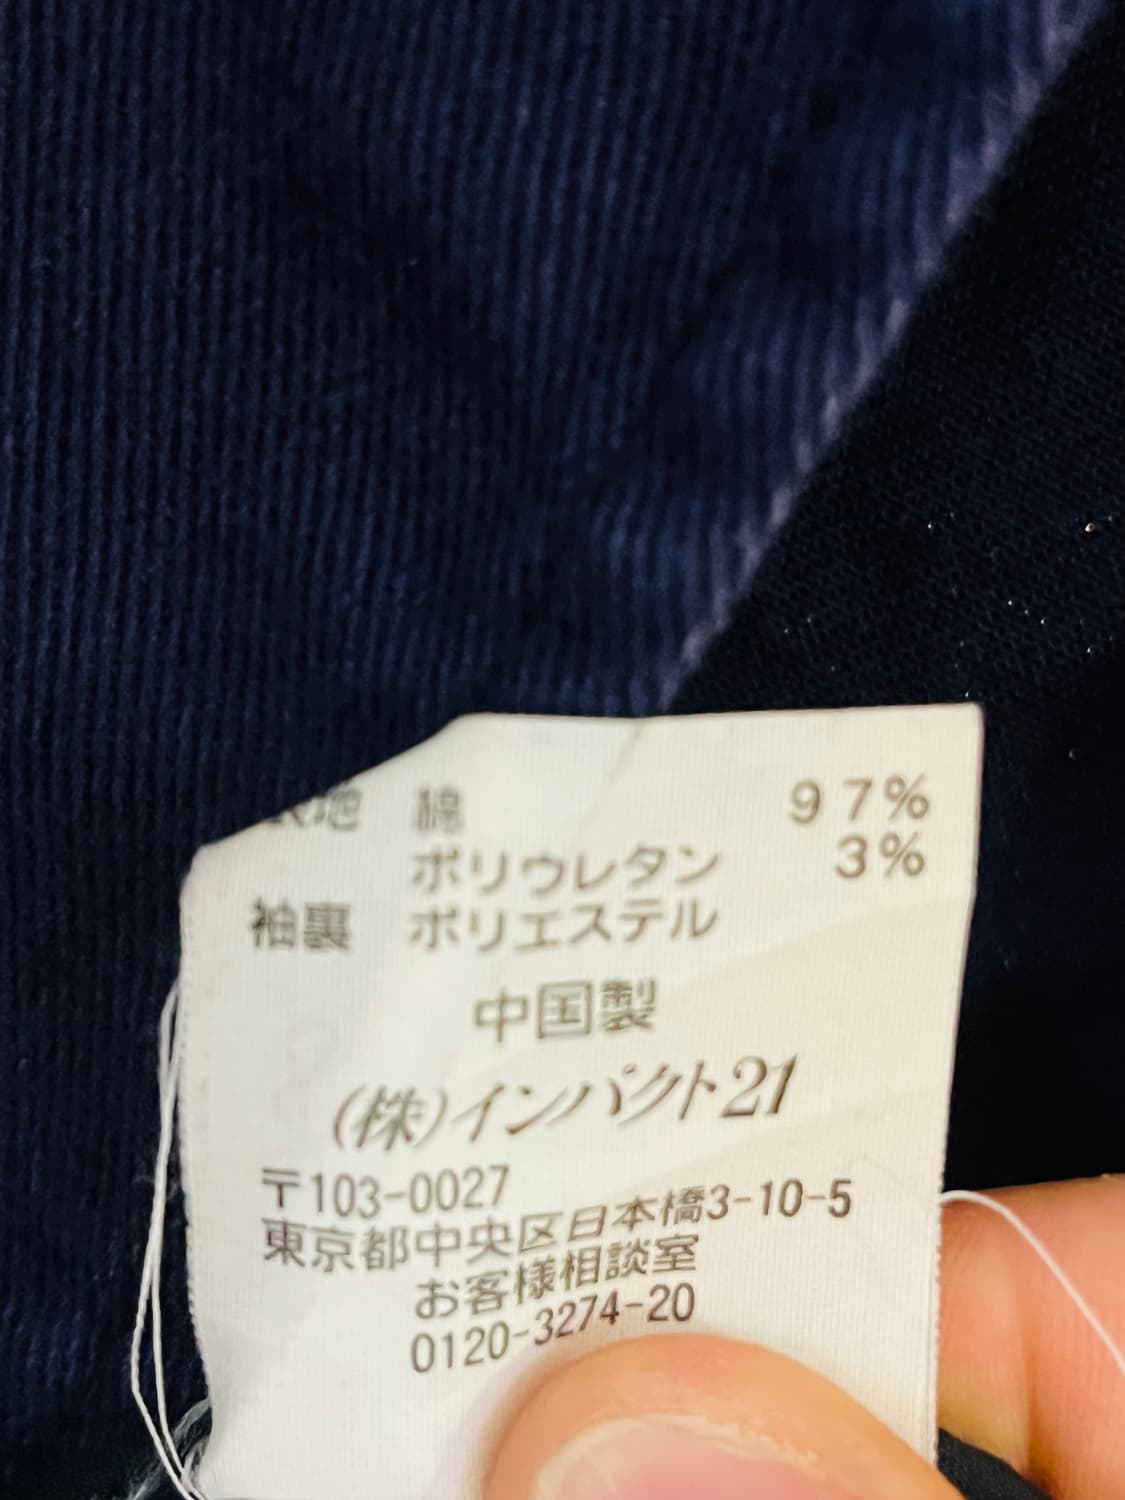 表地 綿 97%
ポリウレタン 3%
袖裏 ポリエステル
中国製
(株)インパクト21
〒103-0027
東京都中央区日本橋3-10-5
お客様相談室
0120-3274-20